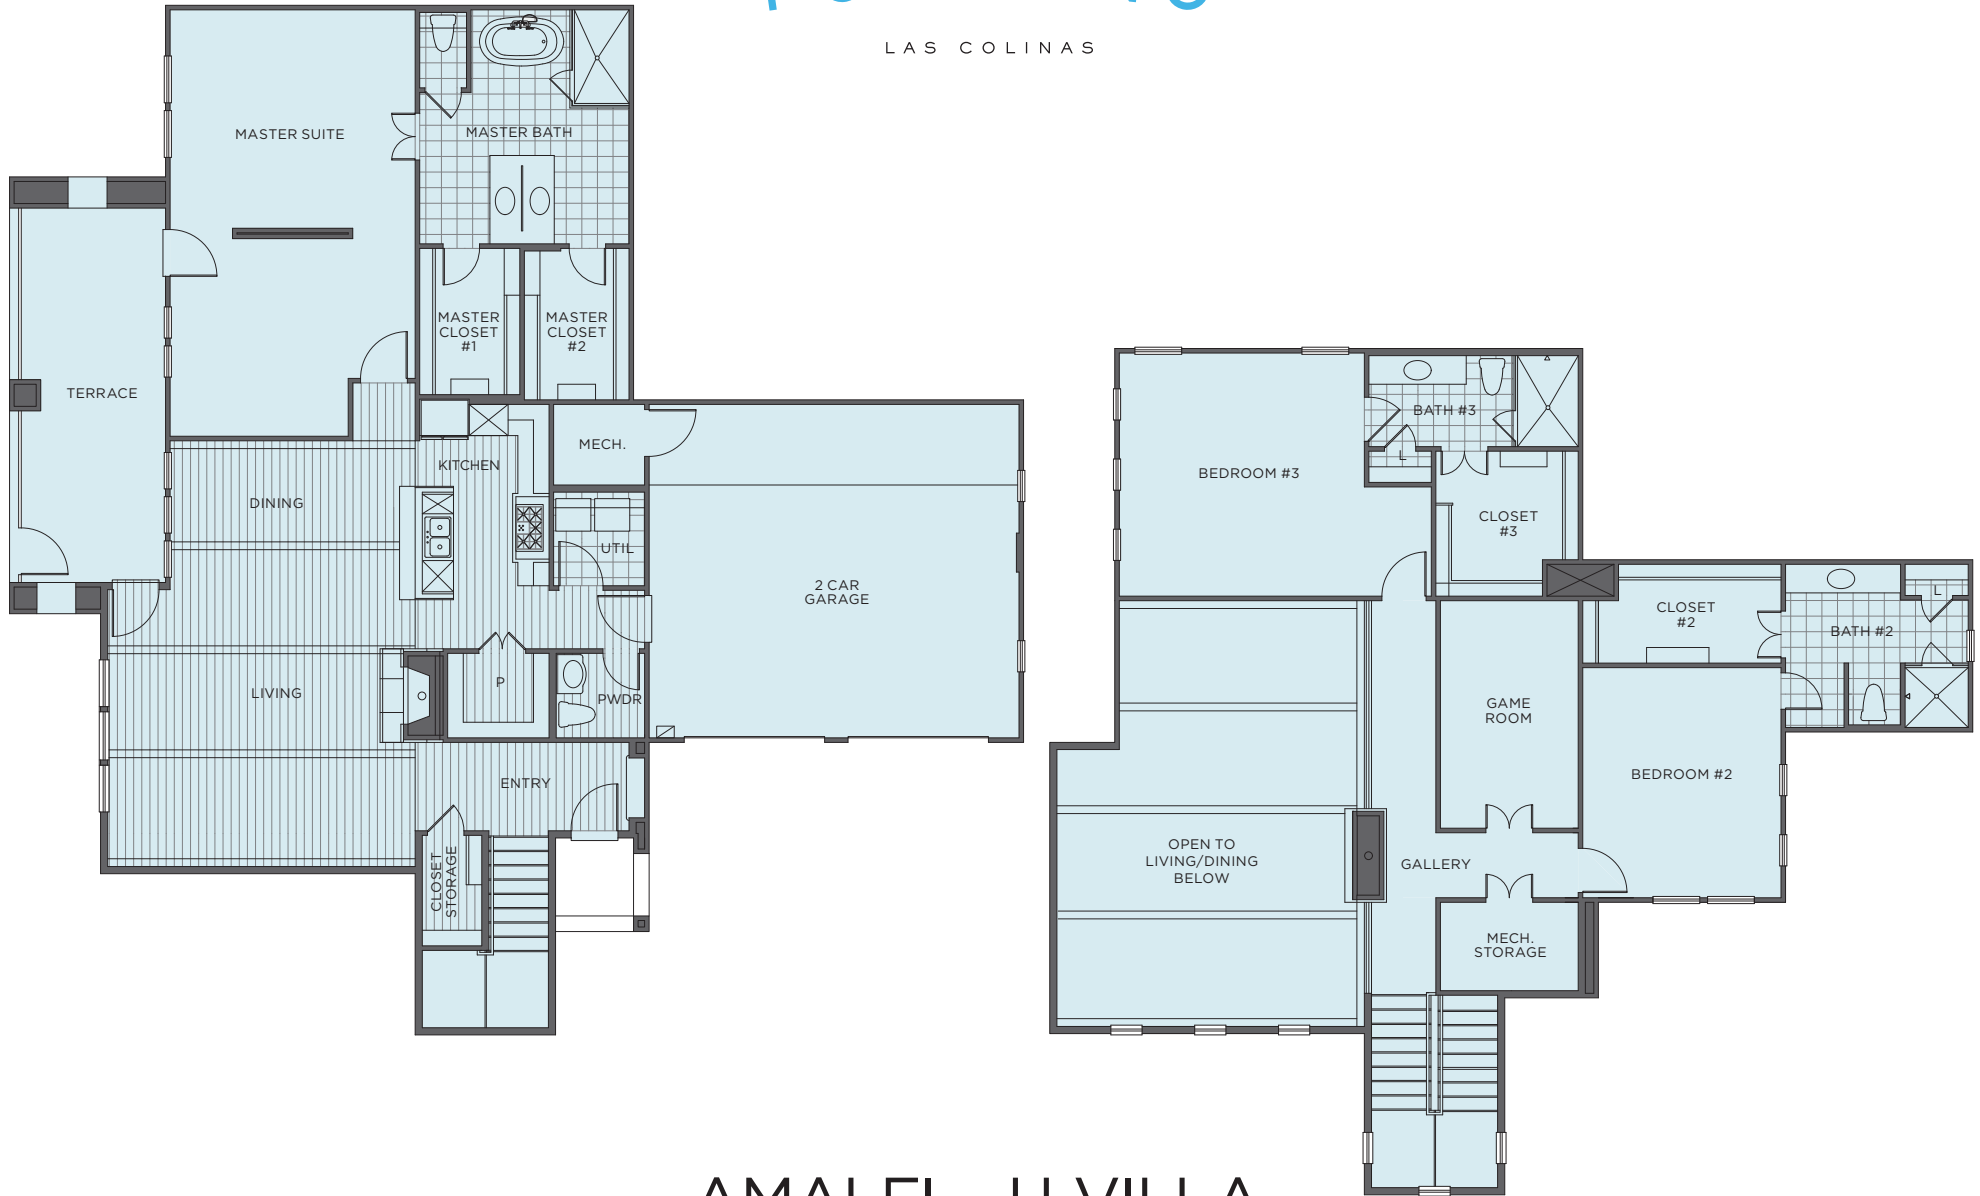 LAS COLINAS
MASTER SUITE
MASTER BATH
MASTER
CLOSET
#1
MASTER
CLOSET
#2
TERRACE
MECH.
KITCHEN
DINING
UTIL
2 CAR
GARAGE
LIVING
P
PWDR
ENTRY
CLOSET
STORAGE
BATH #3
L
BEDROOM #3
CLOSET
#3
CLOSET
#2
L
BATH #2
GAME
ROOM
BEDROOM #2
OPEN TO
LIVING/DINING
BELOW
GALLERY
MECH.
STORAGE
VILLA